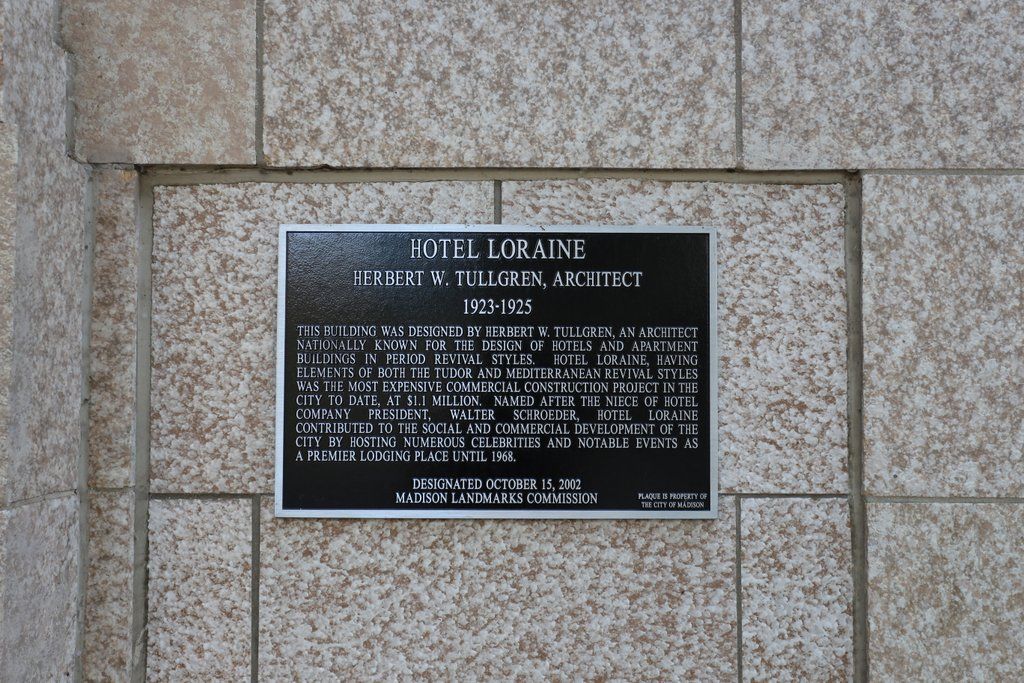 HOTEL LORAINE
HERBERT W. TULLGREN, ARCHITECT
1923-1925
THIS BUILDING WAS DESIGNED BY HERBERT W. TULLGREN, AN ARCHITECT
NATIONALLY KNOWN FOR THE DESIGN OF HOTELS AND APARTMENT
BUILDINGS IN PERIOD REVIVAL STYLES. HOTEL LORAINE, HAVING
ELEMENTS OF BOTH THE TUDOR AND MEDITERRANEAN REVIVAL STYLES
WAS THE MOST EXPENSIVE COMMERCIAL CONSTRUCTION PROJECT IN THE
CITY TO DATE, AT $1.1 MILLION. NAMED AFTER THE NIECE OF HOTEL
COMPANY PRESIDENT, WALTER SCHROEDER, HOTEL LORAINE
CONTRIBUTED TO THE SOCIAL AND COMMERCIAL DEVELOPMENT OF THE
CITY BY HOSTING NUMEROUS CELEBRITIES AND NOTABLE EVENTS AS
A PREMIER LODGING PLACE UNTIL 1968.
DESIGNATED OCTOBER 15, 2002
MADISON LANDMARKS COMMISSION
PLAQUE IS PROPERTY OF
THE CITY OF MADISON